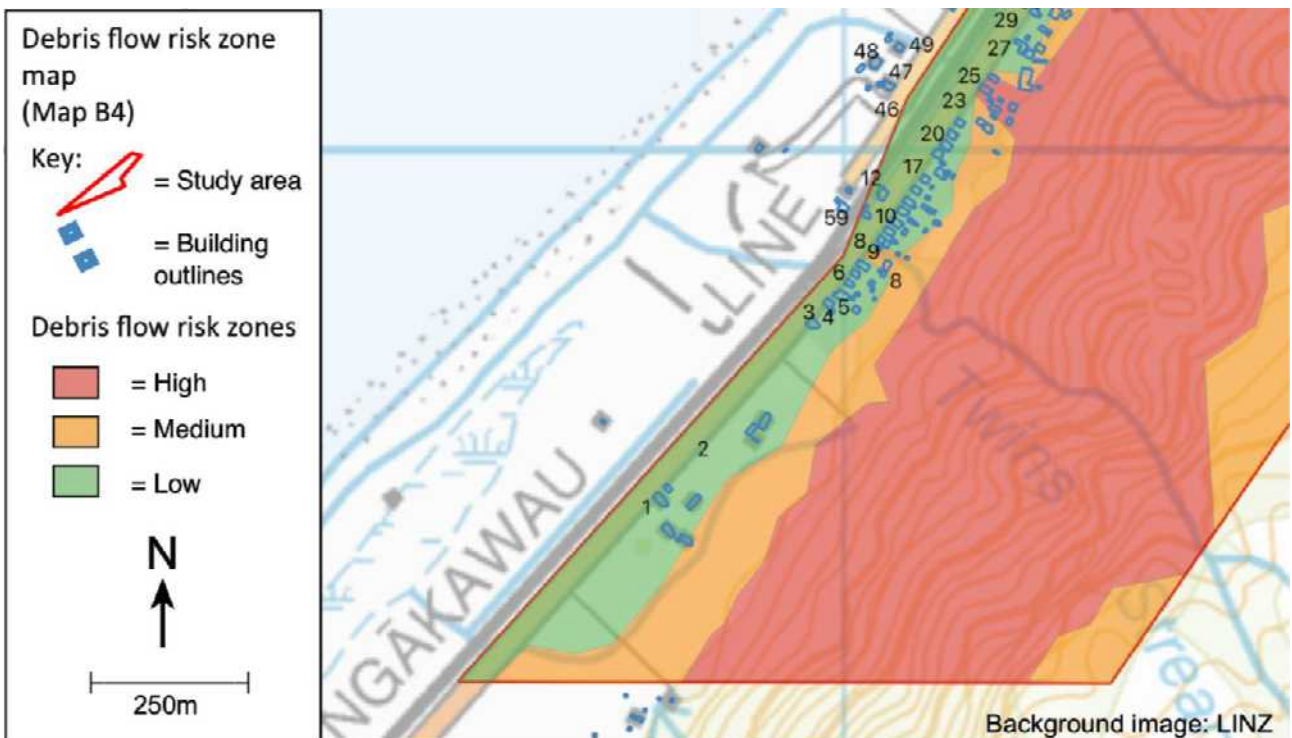 Debris flow risk zone
map
(Map B4)
Key:
= Study area
= Building
outlines
Debris flow risk zones
= High
= Medium
= Low
N
250m
29
27
25
23
20
17
49
48
47
46
12
59
10
8
9
8
6
5
4
3
2
1
LINE
200
Twins
NGĀKAWAU
Background image: LINZ